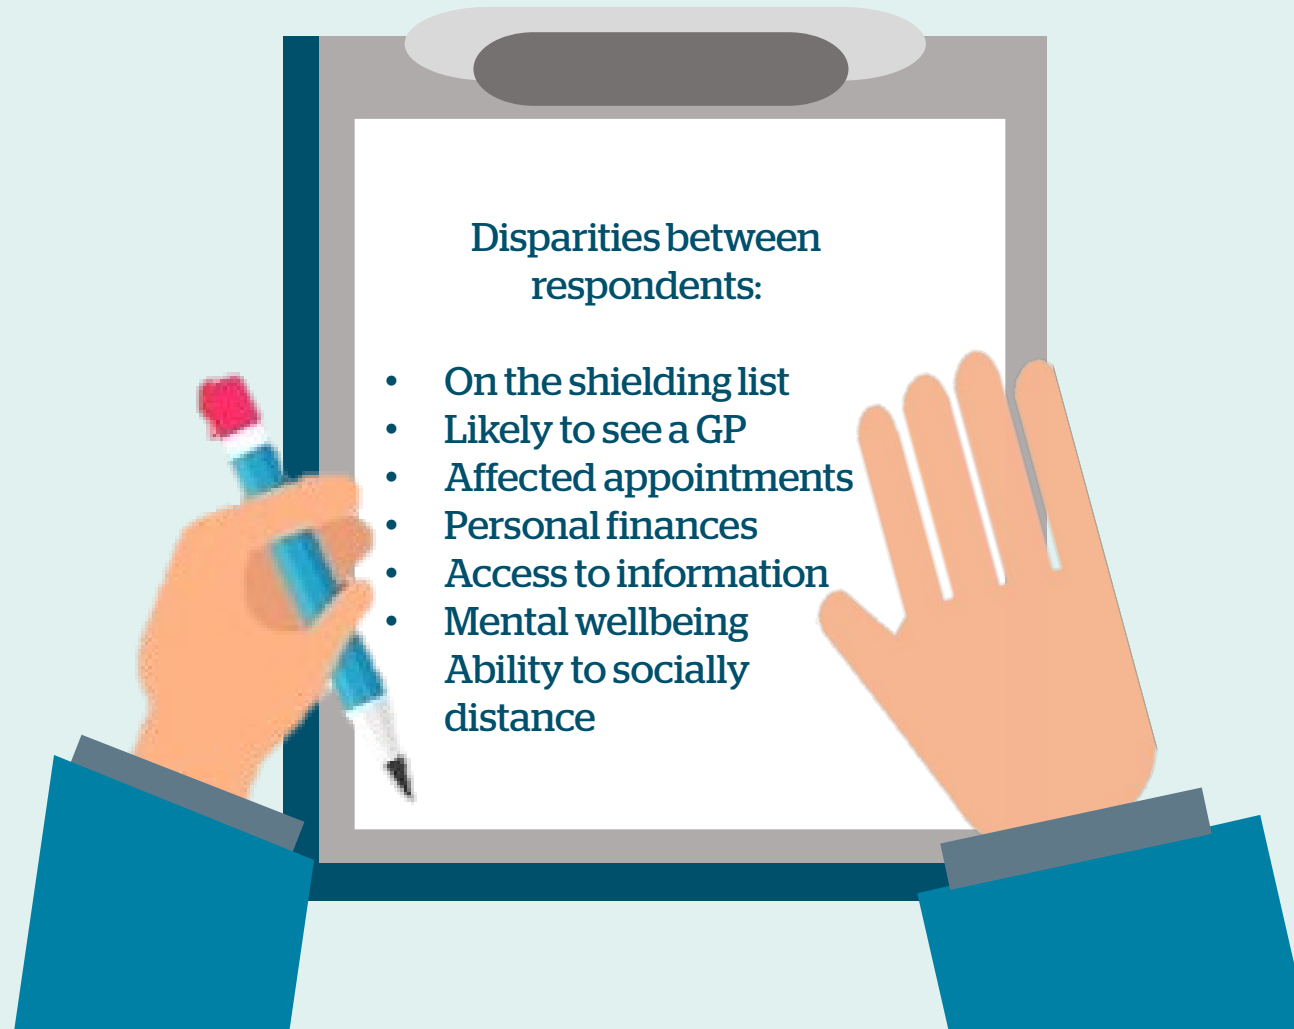 Disparities between
respondents:
• On the shielding list
• Likely to see a GP
• Affected appointments
• Personal finances
• Access to information
• Mental wellbeing
Ability to socially
distance